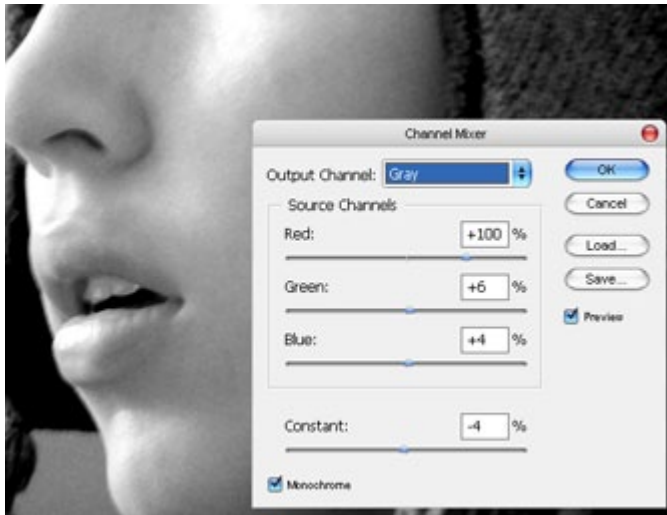 Channel Mixer
Output Channel: Gray
OK
Source Channels
Cancel
Red: +100 %
Load...
Green: +6 %
Save...
Preview
Blue: +4 %
Constant: -4 %
Monochrome